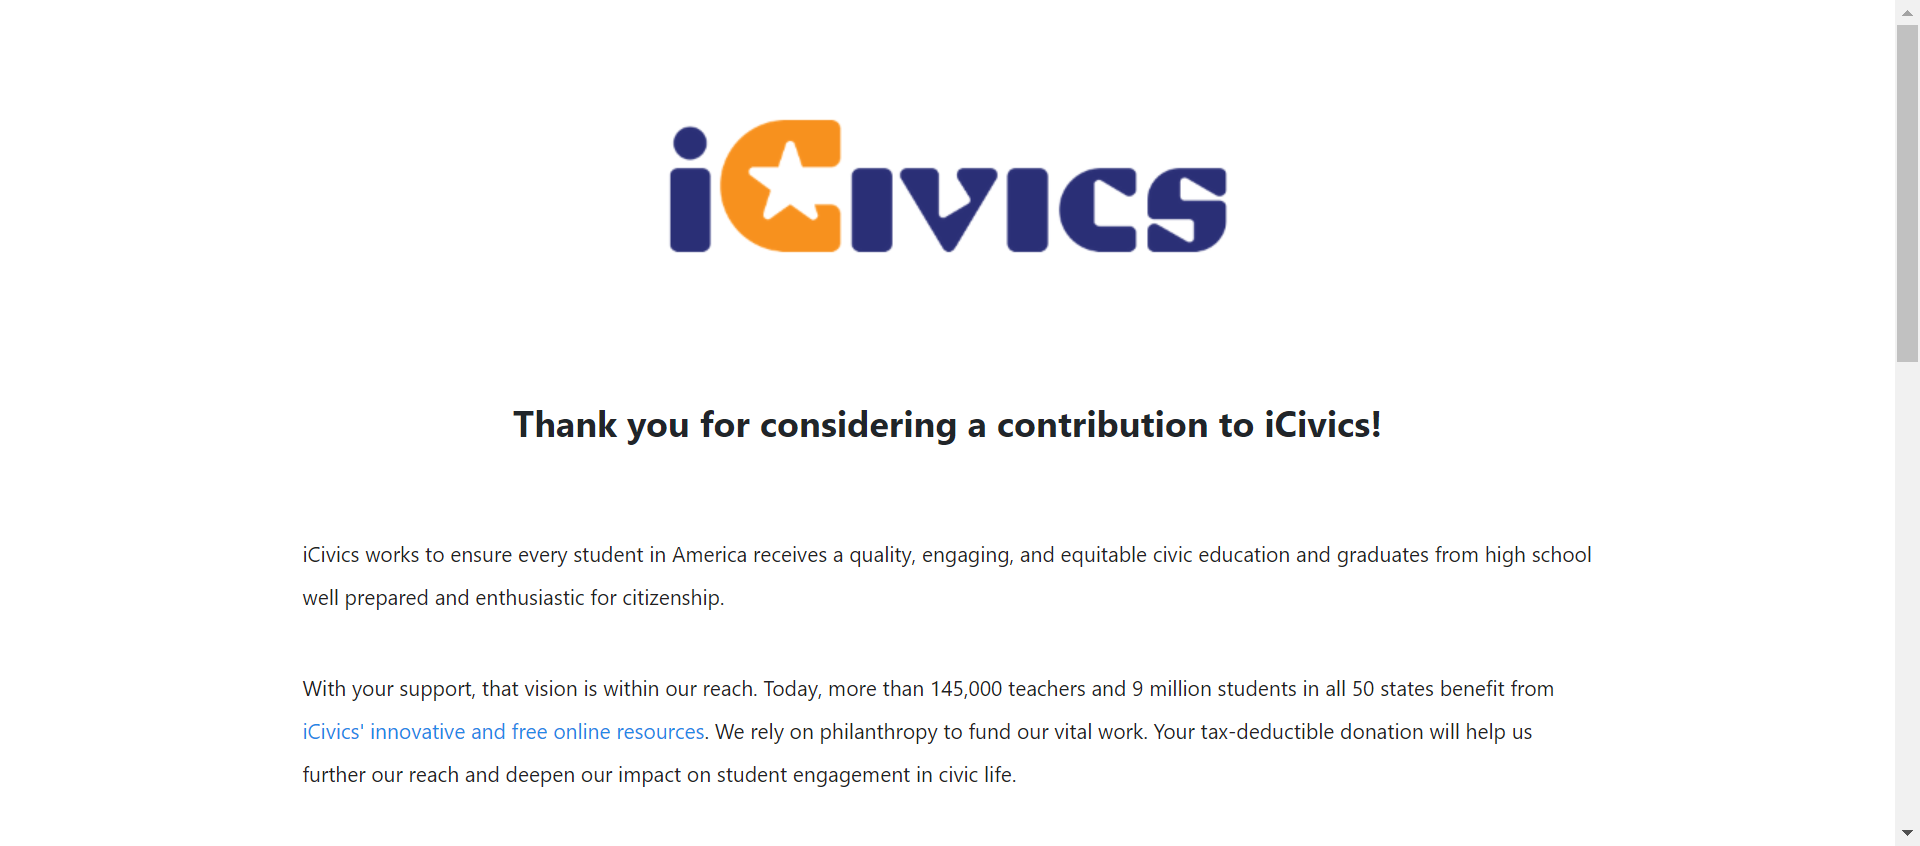 iCivics
Thank you for considering a contribution to iCivics!
iCivics works to ensure every student in America receives a quality, engaging, and equitable civic education and graduates from high school
well prepared and enthusiastic for citizenship.
With your support, that vision is within our reach. Today, more than 145,000 teachers and 9 million students in all 50 states benefit from
iCivics' innovative and free online resources. We rely on philanthropy to fund our vital work. Your tax-deductible donation will help us
further our reach and deepen our impact on student engagement in civic life.